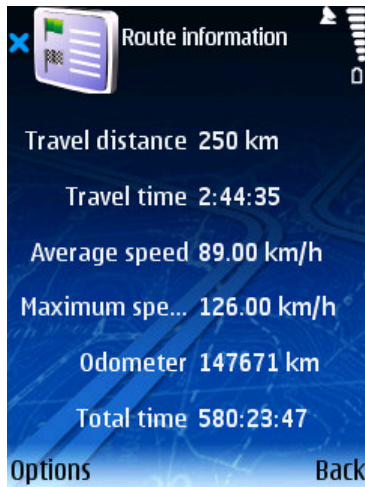 Route information
Travel distance 250 km
Travel time 2:44:35
Average speed 89.00 km/h
Maximum spe... 126.00 km/h
Odometer 147671 km
Total time 580:23:47
Options Back